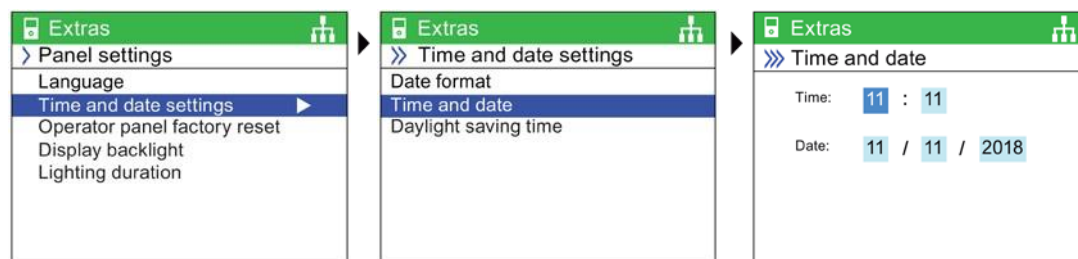 Extras
Panel settings
Language
Time and date settings
Operator panel factory reset
Display backlight
Lighting duration
Extras
Time and date settings
Date format
Time and date
Daylight saving time
Extras
Time and date
Time: 11 : 11
Date: 11 / 11 / 2018